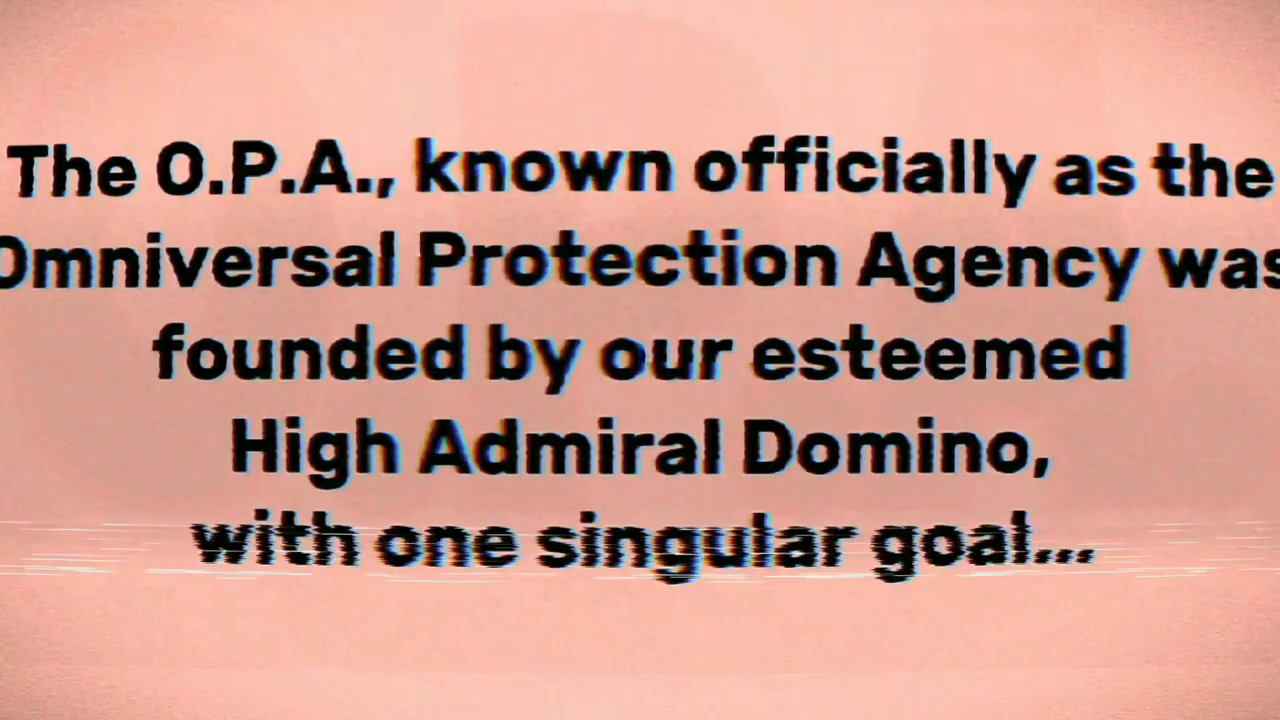 The O.P.A., known officially as the
Omniversal Protection Agency was
founded by our esteemed
High Admiral Domino,
with one singular goal...